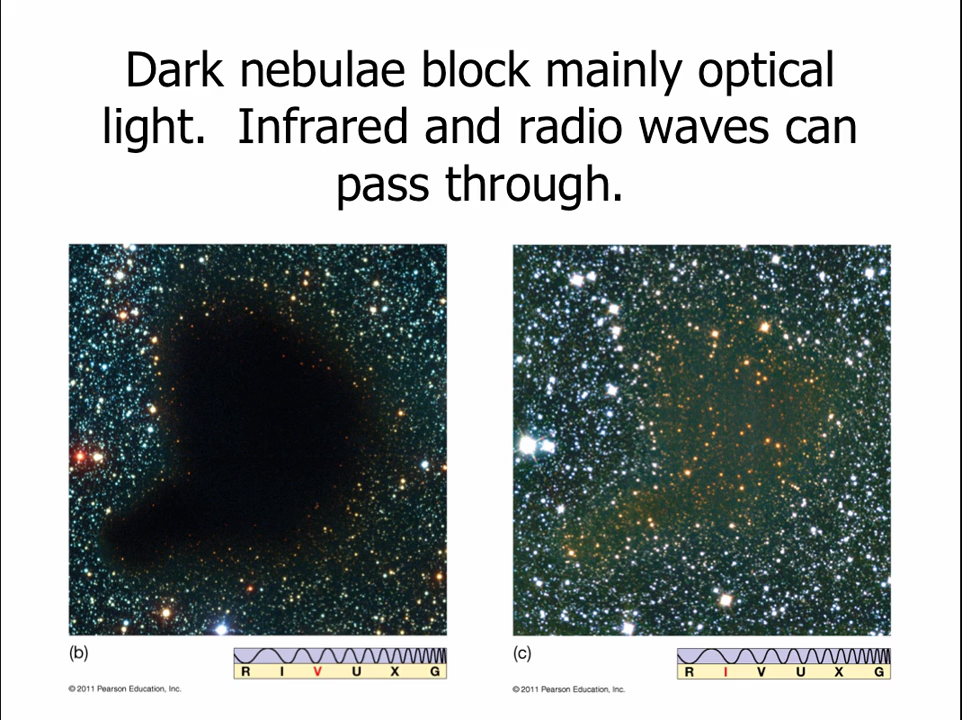 Dark nebulae block mainly optical
light.  Infrared and radio waves can
pass through.
(b)
R I V U X G
© 2011 Pearson Education, Inc.
(c)
R I V U X G
© 2011 Pearson Education, Inc.